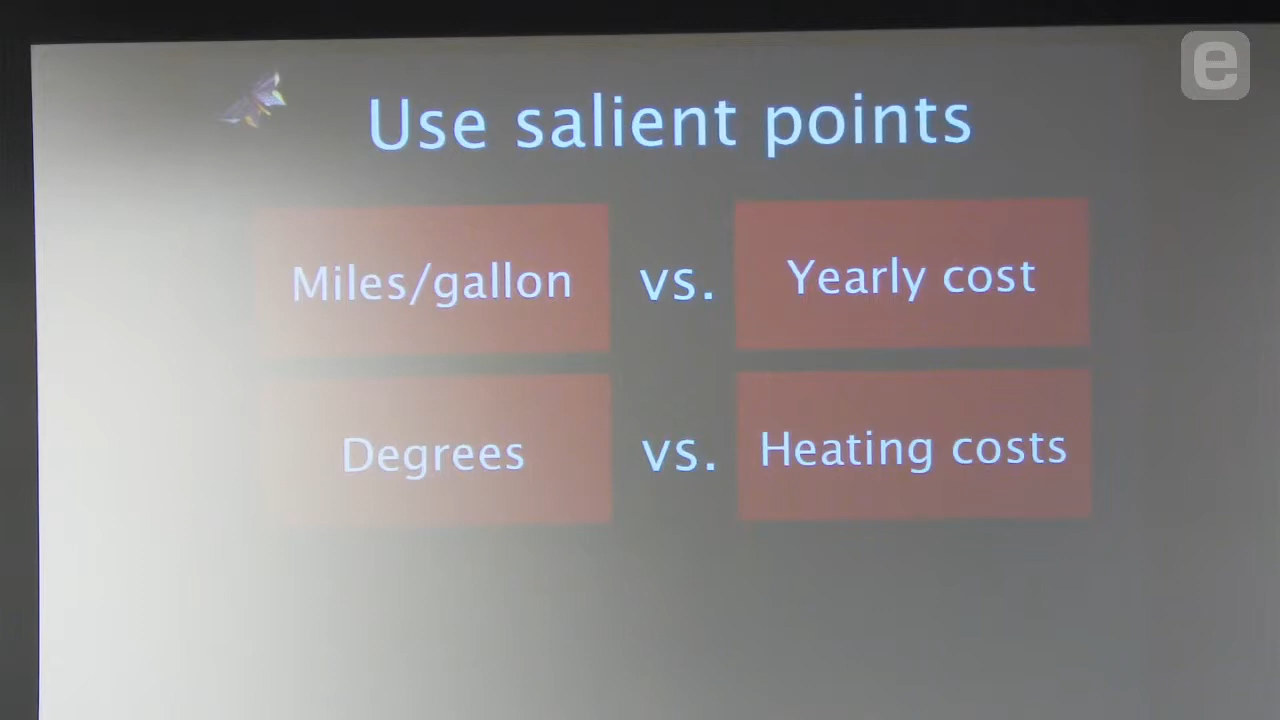 e
Use salient points
Miles/gallon vs. Yearly cost
Degrees vs. Heating costs